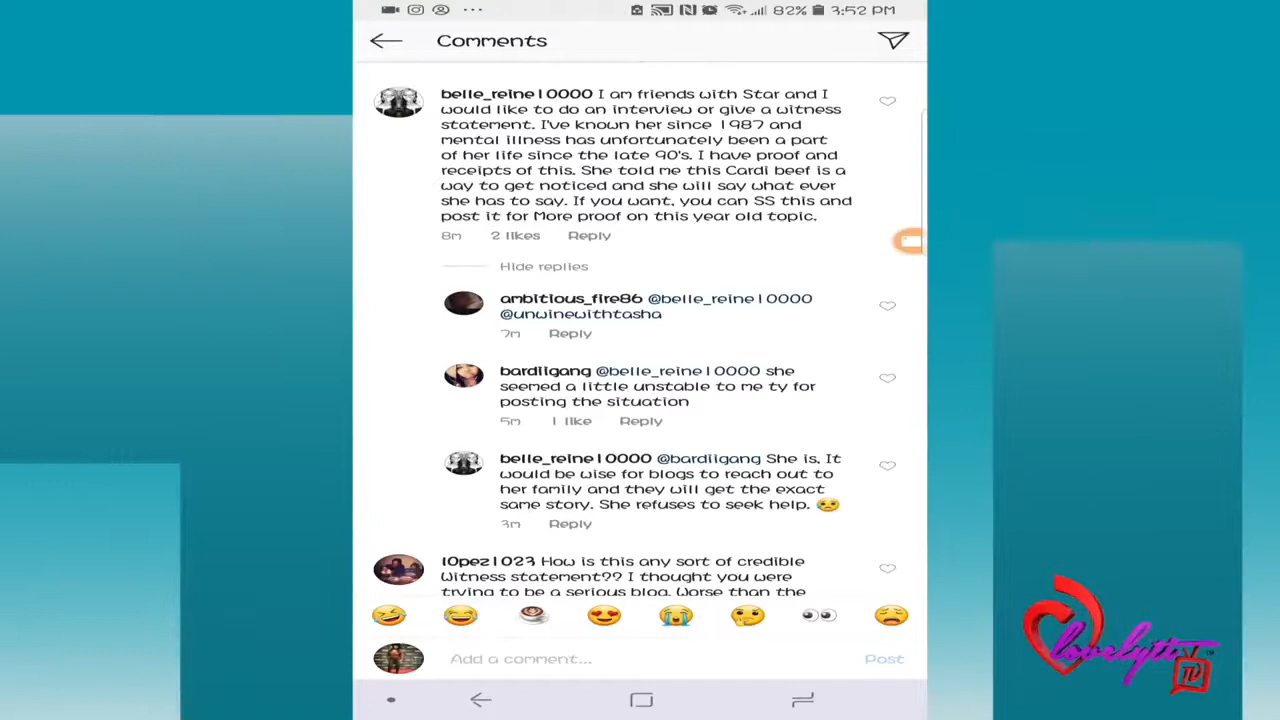 82% 3:52 PM
Comments
belle_reine10000 I am friends with Star and I
would like to do an interview or give a witness
statement. I've known her since 1987 and
mental illness has unfortunately been a part
of her life since the late 90's. I have proof and
receipts of this. She told me this Cardi beef is a
way to get noticed and she will say what ever
she has to say. If you want, you can SS this and
post it for More proof on this year old topic.
8m 2 likes Reply
Hide replies
ambitious_fire86 @belle_reine10000
@unwinewithtasha
7m Reply
bardiigang @belle_reine10000 she
seemed a little unstable to me ty for
posting the situation
5m 1 like Reply
belle_reine10000 @bardiigang She is. It
would be wise for blogs to reach out to
her family and they will get the exact
same story. She refuses to seek help. 😥
3m Reply
10pez1023 How is this any sort of credible
Witness statement?? I thought you were
trying to be a serious blog. Worse than the
Add a comment... Post
lovelyti TV